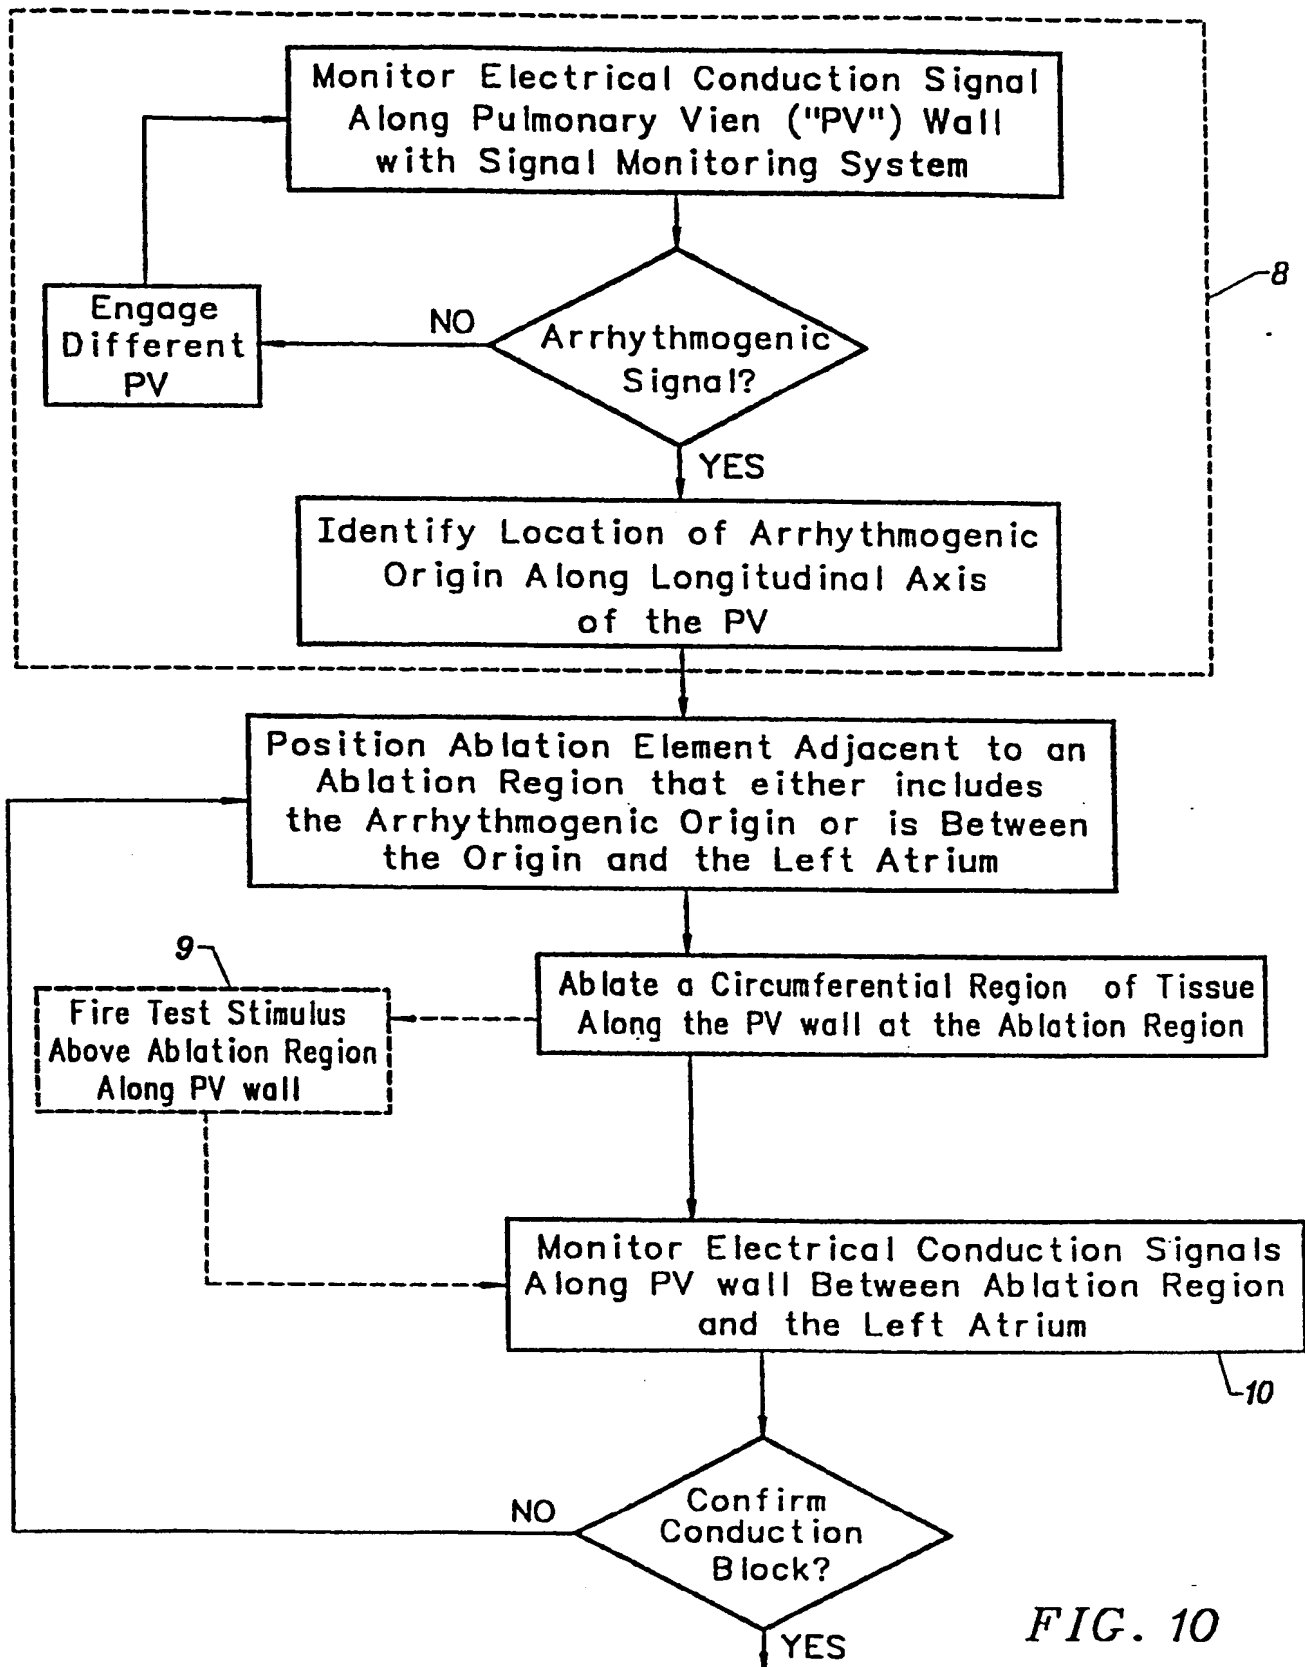 Monitor Electrical Conduction Signal
Along Pulmonary Vien ("PV") Wall
with Signal Monitoring System
8
Engage
Different
PV
NO
Arrhythmogenic
Signal?
YES
Identify Location of Arrhythmogenic
Origin Along Longitudinal Axis
of the PV
Position Ablation Element Adjacent to an
Ablation Region that either includes
the Arrhythmogenic Origin or is Between
the Origin and the Left Atrium
9
Fire Test Stimulus
Above Ablation Region
Along PV wall
Ablate a Circumferential Region of Tissue
Along the PV wall at the Ablation Region
Monitor Electrical Conduction Signals
Along PV wall Between Ablation Region
and the Left Atrium
10
NO
Confirm
Conduction
Block?
YES
FIG. 10